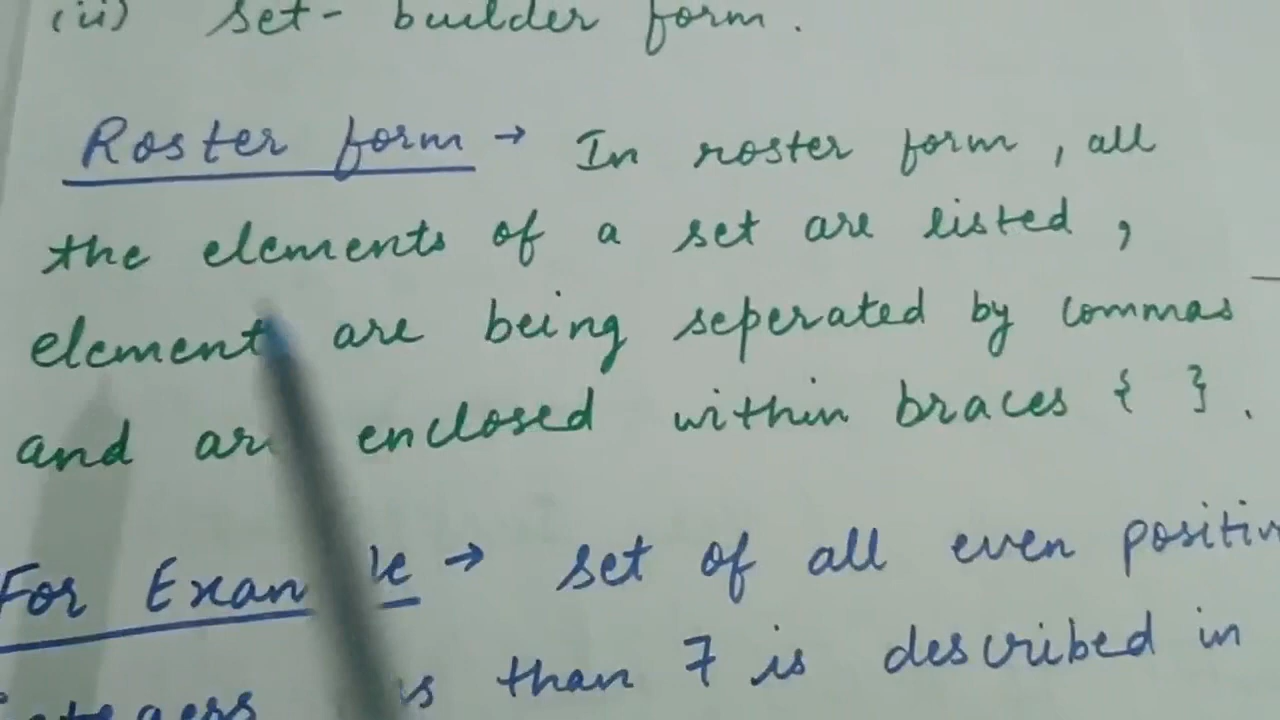 (ii) set- builder form.
Roster form → In roster form, all
the elements of a set are listed,
element are being seperated by commas
and are enclosed within braces { }.
For Example → set of all even positiv
than 7 is described in